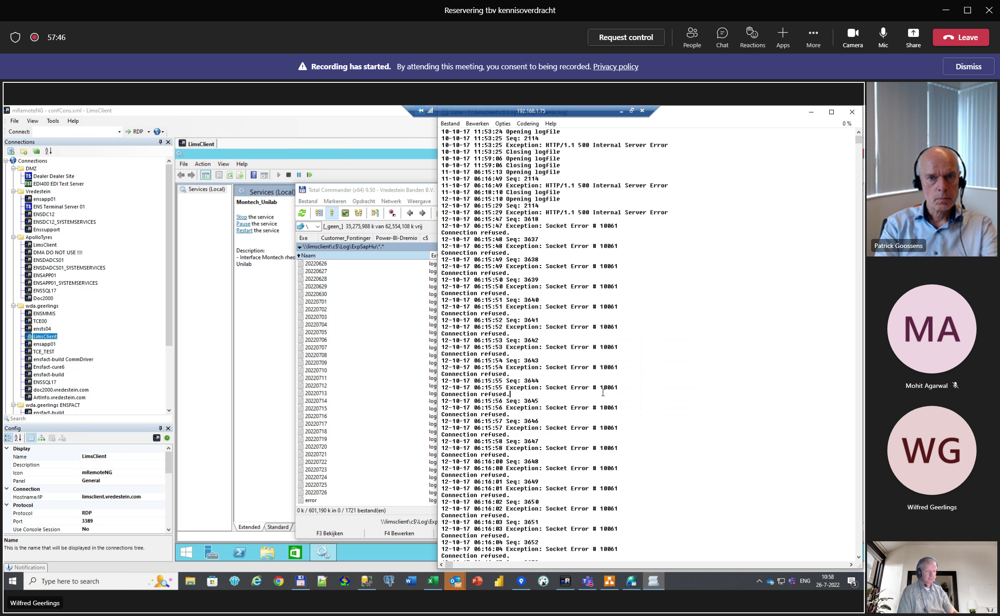 Reservering tbv kennisoverdracht
57:46
Request control
People
Chat
Reactions
Apps
More
Camera
Mic
Share
Leave
Recording has started. By attending this meeting, you consent to being recorded. Privacy policy
Dismiss
mRemoteNG - confCons.xml - LimsClient
File View Tools Help
Connect:
RDP
Connections
Connections
DMZ
TS Dealer Dealer Site
TST EDI400 EDI Test Server
Vredestein
ensapp01
TS ENS Terminal Server 01
ENSDC12
ENSDC12_SYSTEMSERVICES
Enssupport
ApolloTyres
LimsClient
DMA DO NOT USE !!!!
ENSDADCS01
ENSDADCS01_SYSTEMSERVICES
ENSAPP01
ENSAPP01_SYSTEMSERVICES
ENSSQL17
Doc2000
wda.geerlings
ENSMMIS
TCE00
ensts04
LimsClient
ensapp01
TCE_TEST
ensfact-build CommDriver
Ensfact-cure6
ensfact-build
ENSSQL17
doc2000.vredestein.com
ArtInfo.vredestein.com
wda.geerlings ENSFACT
ensfact-build
Search
Config
Display
Name LimsClient
Description
Icon mRemoteNG
Panel General
Connection
Hostname/IP limsclient.vredestein.com
Protocol
Protocol RDP
Port 3389
Use Console Session No
Name
This is the name that will be displayed in the connections tree.
Notifications
LimsClient
File Action View Help
Services (Local)
Services (Local)
Montech_Unilab
Stop the service
Pause the service
Restart the service
Description:
- Interface Montech rheo
Unilab
Extended
Standard
Total Commander (x64) 9.50 - Vredestein Banden B.V.
Bestand Markeren Opdracht Netwerk Weergave
\ [_geen_] 35,275,988 k van 62,554,108 k vrij
Exe Customer_Forstinger Power-BI-Dremio c$
\\limsclient\c$\Log\ExpSapHu\*.*
Naam Ext
20220626 log
20220627 log
20220628 log
20220629 log
20220630 log
20220701 log
20220702 log
20220703 log
20220704 log
20220705 log
20220706 log
20220707 log
20220708 log
20220709 log
20220710 log
20220711 log
20220712 log
20220713 log
20220714 log
20220715 log
20220716 log
20220717 log
20220718 log
20220719 log
20220720 log
20220721 log
20220722 log
20220723 log
20220724 log
20220725 log
20220726 log
error log
0 k / 601,190 k in 0 / 1721 bestand(en)
\\limsclient\c$\Log\Exp
F3 Bekijken F4 Bewerken
192.168.1.75
Lister - [\\limsclient\c$\Log\ExpSapHu\error.log]
Bestand Bewerken Opties Codering Help 0 %
10-10-17 11:53:24 Opening logfile
10-10-17 11:53:25 Seq: 2114
10-10-17 11:53:25 Exception: HTTP/1.1 500 Internal Server Error
10-10-17 11:53:25 Closing logfile
10-10-17 11:59:06 Opening logfile
10-10-17 11:59:06 Closing logfile
11-10-17 06:15:13 Opening logfile
11-10-17 06:16:49 Seq: 2114
11-10-17 06:16:49 Exception: HTTP/1.1 500 Internal Server Error
11-10-17 06:18:10 Closing logfile
12-10-17 06:15:10 Opening logfile
12-10-17 06:15:29 Seq: 2114
12-10-17 06:15:29 Exception: HTTP/1.1 500 Internal Server Error
12-10-17 06:15:47 Seq: 3618
12-10-17 06:15:47 Exception: Socket Error # 10061
Connection refused.
12-10-17 06:15:48 Seq: 3637
12-10-17 06:15:48 Exception: Socket Error # 10061
Connection refused.
12-10-17 06:15:49 Seq: 3638
12-10-17 06:15:49 Exception: Socket Error # 10061
Connection refused.
12-10-17 06:15:50 Seq: 3639
12-10-17 06:15:50 Exception: Socket Error # 10061
Connection refused.
12-10-17 06:15:51 Seq: 3640
12-10-17 06:15:51 Exception: Socket Error # 10061
Connection refused.
12-10-17 06:15:52 Seq: 3641
12-10-17 06:15:52 Exception: Socket Error # 10061
Connection refused.
12-10-17 06:15:53 Seq: 3642
12-10-17 06:15:53 Exception: Socket Error # 10061
Connection refused.
12-10-17 06:15:54 Seq: 3643
12-10-17 06:15:54 Exception: Socket Error # 10061
Connection refused.
12-10-17 06:15:55 Seq: 3644
12-10-17 06:15:55 Exception: Socket Error # 10061
Connection refused.
12-10-17 06:15:56 Seq: 3645
12-10-17 06:15:56 Exception: Socket Error # 10061
Connection refused.
12-10-17 06:15:57 Seq: 3646
12-10-17 06:15:57 Exception: Socket Error # 10061
Connection refused.
12-10-17 06:15:58 Seq: 3647
12-10-17 06:15:58 Exception: Socket Error # 10061
Connection refused.
12-10-17 06:16:00 Seq: 3648
12-10-17 06:16:00 Exception: Socket Error # 10061
Connection refused.
12-10-17 06:16:01 Seq: 3649
12-10-17 06:16:01 Exception: Socket Error # 10061
Connection refused.
12-10-17 06:16:02 Seq: 3650
12-10-17 06:16:02 Exception: Socket Error # 10061
Connection refused.
12-10-17 06:16:03 Seq: 3651
12-10-17 06:16:03 Exception: Socket Error # 10061
Connection refused.
12-10-17 06:16:04 Seq: 3652
12-10-17 06:16:04 Exception: Socket Error # 10061
Connection refused.
Type here to search
ENG
10:58
26-7-2022
5
Wilfred Geerlings
Patrick Goossens
MA
Mohit Agarwal
WG
Wilfred Geerlings